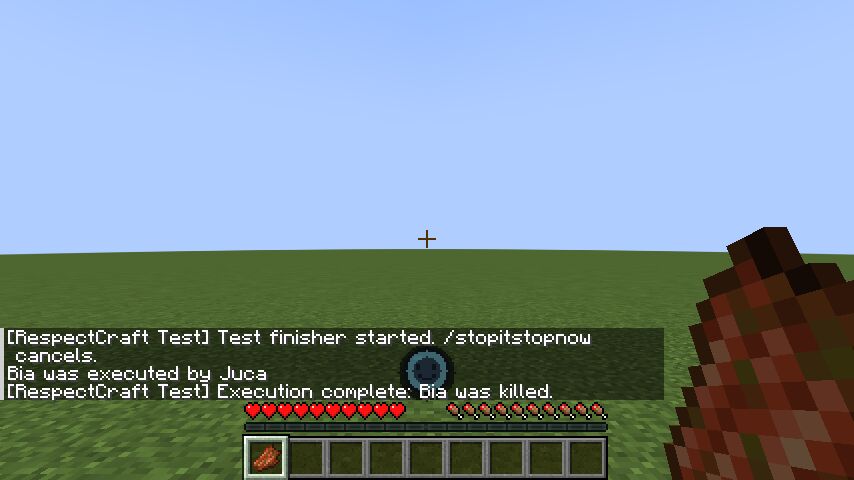 [RespectCraft Test] Test finisher started. /stopitstopnow
cancels.
Bia was executed by Juca
[RespectCraft Test] Execution complete: Bia was killed.